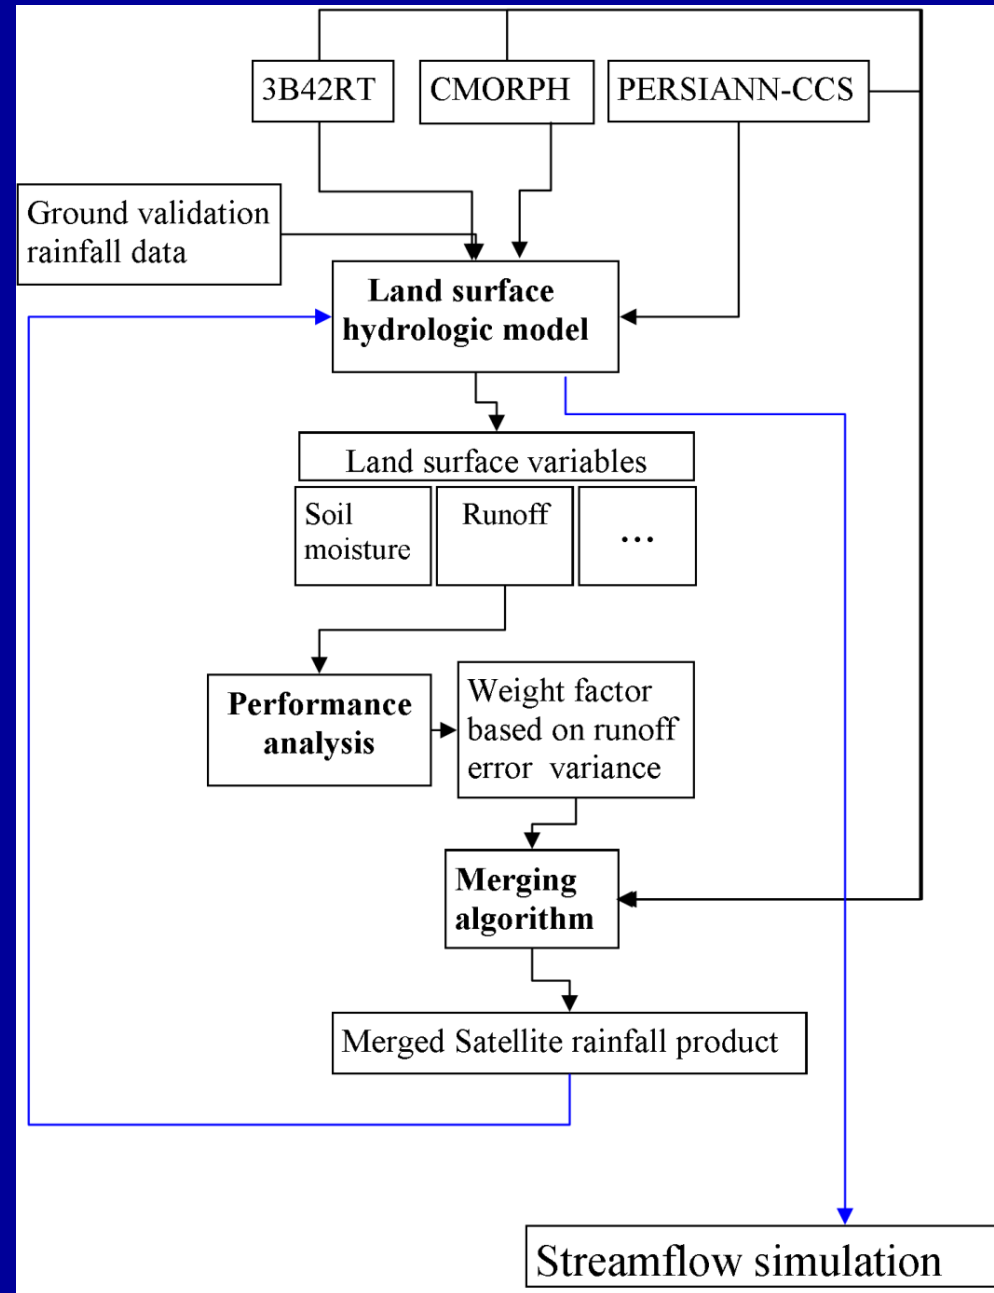 3B42RT
CMORPH
PERSIANN-CCS
Ground validation
rainfall data
Land surface
hydrologic model
Land surface variables
Soil
moisture
Runoff
...
Performance
analysis
Weight factor
based on runoff
error variance
Merging
algorithm
Merged Satellite rainfall product
Streamflow simulation